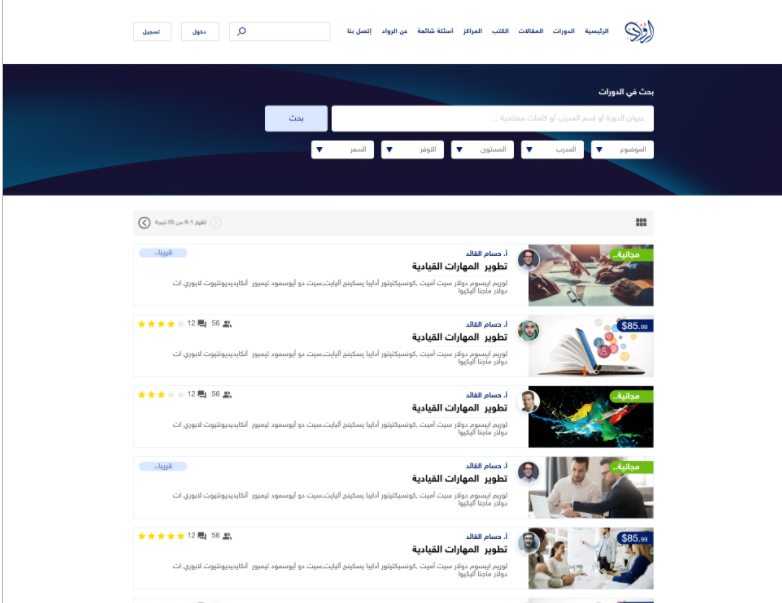 الرواد
الرئيسية
الدورات
المقالات
الكتب
المراكز
أسئلة شائعة
عن الرواد
إتصل بنا
دخول
تسجيل
بحث في الدورات
عنوان الدورة أو اسم المدرب أو كلمات مفتاحية ...
بحث
الموضوع
المدرب
المستوى
التوفر
السعر
اظهار 1-6 من 55 نتيجة
مجانية..
أ. حسام القائد
قريبا..
تطوير المهارات القيادية
لوريم ايبسوم دولار سيت أميت ,كونسيكتيتور أدايبا يسكينج أليايت,سيت دو أيوسمود تيمبور أنكايديديونتيوت لابوري ات
دولار ماجنا أليكيوا
$85.99
أ. حسام القائد
56
12
تطوير المهارات القيادية
لوريم ايبسوم دولار سيت أميت ,كونسيكتيتور أدايبا يسكينج أليايت,سيت دو أيوسمود تيمبور أنكايديديونتيوت لابوري ات
دولار ماجنا أليكيوا
مجانية..
أ. حسام القائد
56
12
تطوير المهارات القيادية
لوريم ايبسوم دولار سيت أميت ,كونسيكتيتور أدايبا يسكينج أليايت,سيت دو أيوسمود تيمبور أنكايديديونتيوت لابوري ات
دولار ماجنا أليكيوا
مجانية..
أ. حسام القائد
قريبا..
تطوير المهارات القيادية
لوريم ايبسوم دولار سيت أميت ,كونسيكتيتور أدايبا يسكينج أليايت,سيت دو أيوسمود تيمبور أنكايديديونتيوت لابوري ات
دولار ماجنا أليكيوا
$85.99
أ. حسام القائد
56
12
تطوير المهارات القيادية
لوريم ايبسوم دولار سيت أميت ,كونسيكتيتور أدايبا يسكينج أليايت,سيت دو أيوسمود تيمبور أنكايديديونتيوت لابوري ات
دولار ماجنا أليكيوا